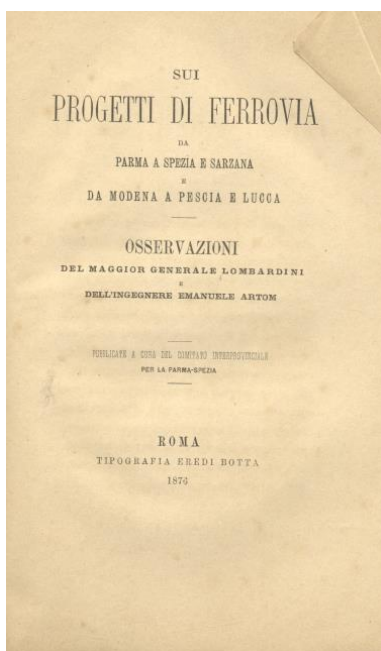 SUI
PROGETTI DI FERROVIA
DA
PARMA A SPEZIA E SARZANA
E
DA MODENA A PESCIA E LUCCA
OSSERVAZIONI
DEL MAGGIOR GENERALE LOMBARDINI
E
DELL'INGEGNERE EMANUELE ARTOM
PUBBLICATE A CURA DEL COMITATO INTERPROVINCIALE
PER LA PARMA-SPEZIA
ROMA
TIPOGRAFIA EREDI BOTTA
1876